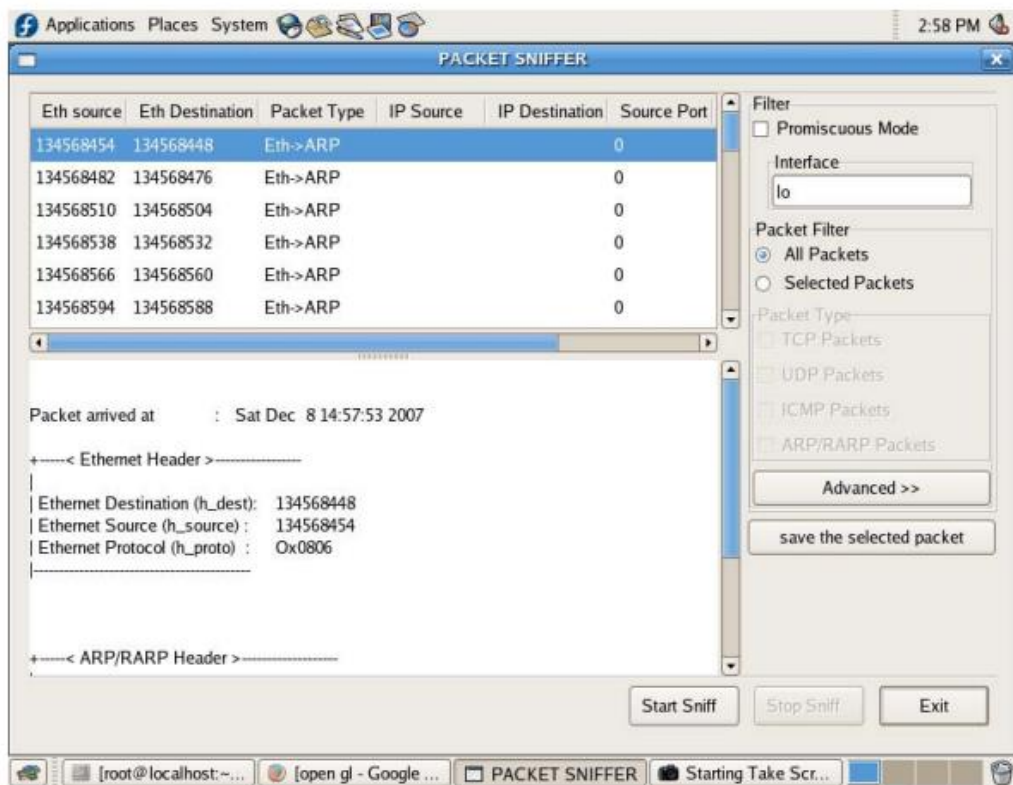 Applications Places System 2:58 PM
PACKET SNIFFER
Eth source Eth Destination Packet Type IP Source IP Destination Source Port
134568454 134568448 Eth->ARP 0
134568482 134568476 Eth->ARP 0
134568510 134568504 Eth->ARP 0
134568538 134568532 Eth->ARP 0
134568566 134568560 Eth->ARP 0
134568594 134568588 Eth->ARP 0
Filter
Promiscuous Mode
Interface
lo
Packet Filter
All Packets
Selected Packets
Packet Type
TCP Packets
UDP Packets
ICMP Packets
ARP/RARP Packets
Advanced >>
save the selected packet
Packet arrived at : Sat Dec 8 14:57:53 2007
+-----< Ethernet Header >------------------
|
| Ethernet Destination (h_dest): 134568448
| Ethernet Source (h_source) : 134568454
| Ethernet Protocol (h_proto) : Ox0806
|----------------------------------------------
+-----< ARP/RARP Header >--------------------
Start Sniff Stop Sniff Exit
[root@localhost:~... [open gl - Google ... PACKET SNIFFER Starting Take Scr...